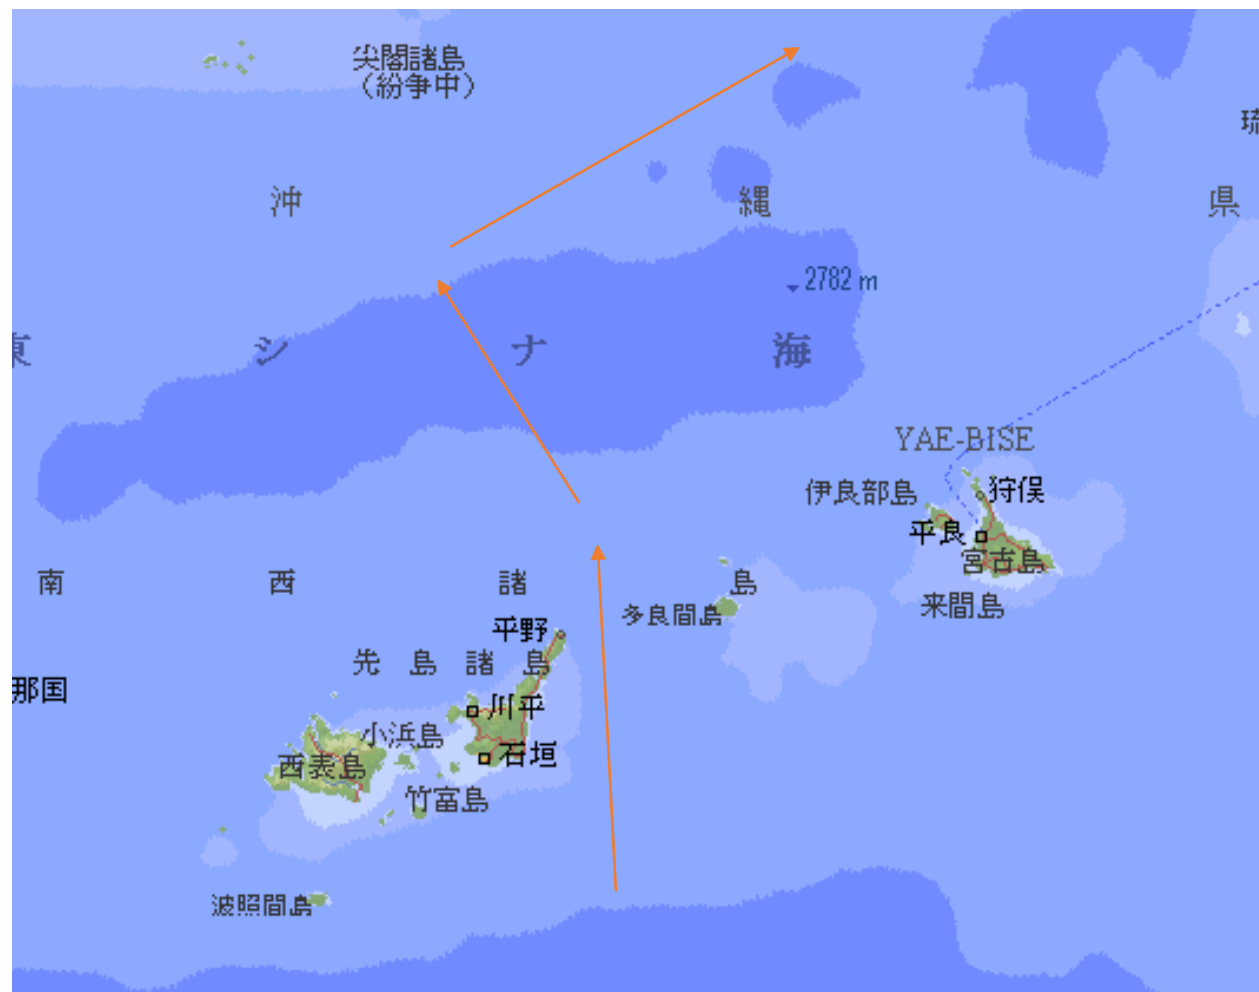 尖閣諸島
（紛争中）
琉
沖 縄 県
2782 m
東 シ ナ 海
YAE-BISE
伊良部島
狩俣
平良
宮古島
南 西 諸 島
来間島
多良間島
平野
先 島 諸 島
那国
川平
小浜島
石垣
西表島
竹富島
波照間島